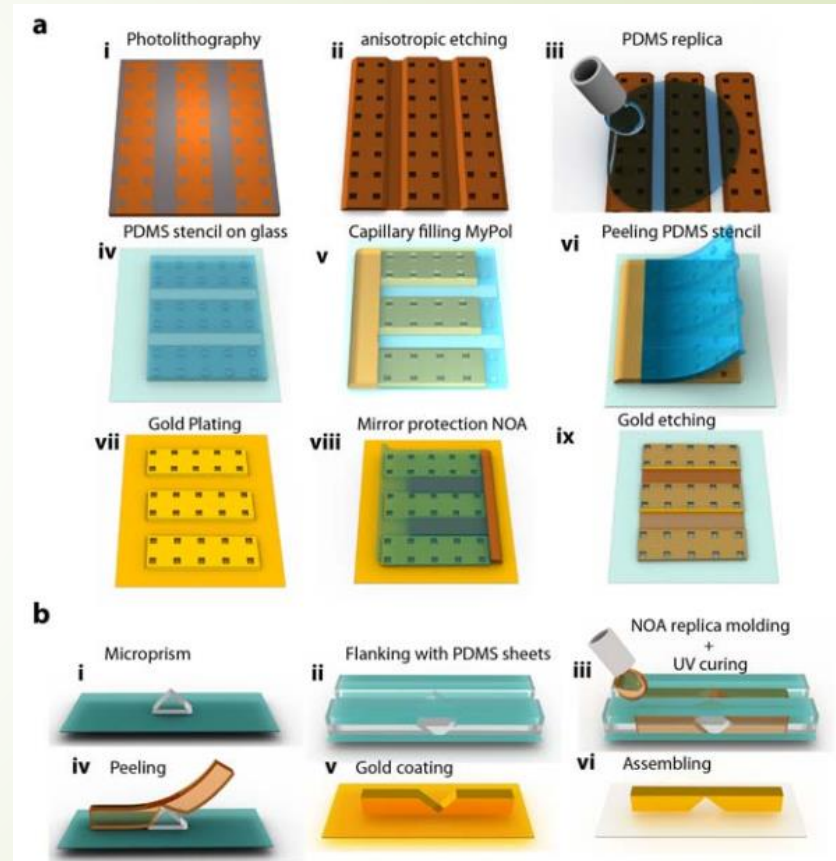 a
i Photolithography
ii anisotropic etching
iii PDMS replica
iv PDMS stencil on glass
v Capillary filling MyPol
vi Peeling PDMS stencil
vii Gold Plating
viii Mirror protection NOA
ix Gold etching
b
i Microprism
ii Flanking with PDMS sheets
iii NOA replica molding
+
UV curing
iv Peeling
v Gold coating
vi Assembling